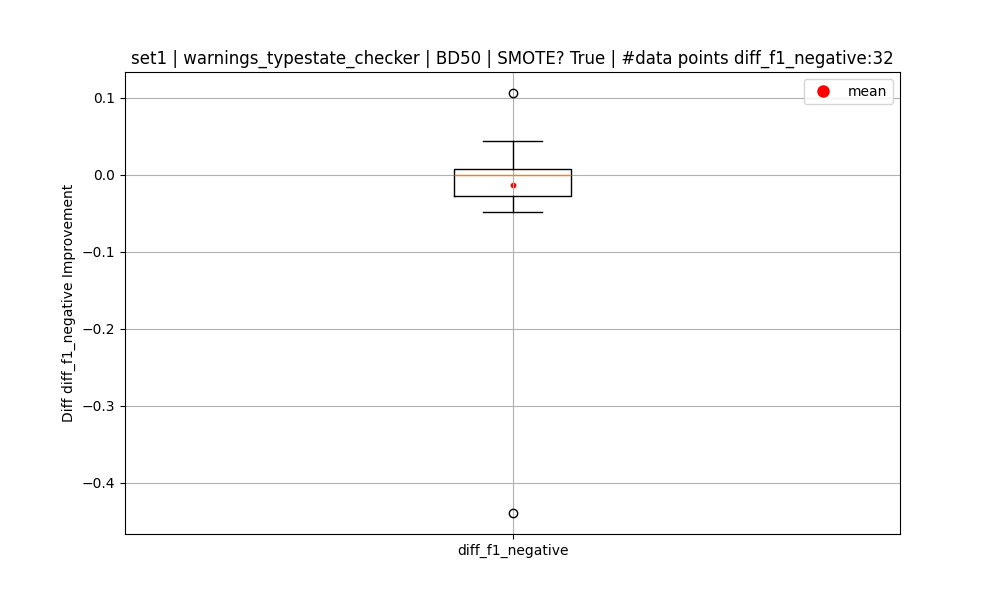 set1 | warnings_typestate_checker | BD50 | SMOTE? True | #data points diff_f1_negative:32
mean
0.1
0.0
−0.1
−0.2
−0.3
−0.4
Diff diff_f1_negative Improvement
diff_f1_negative